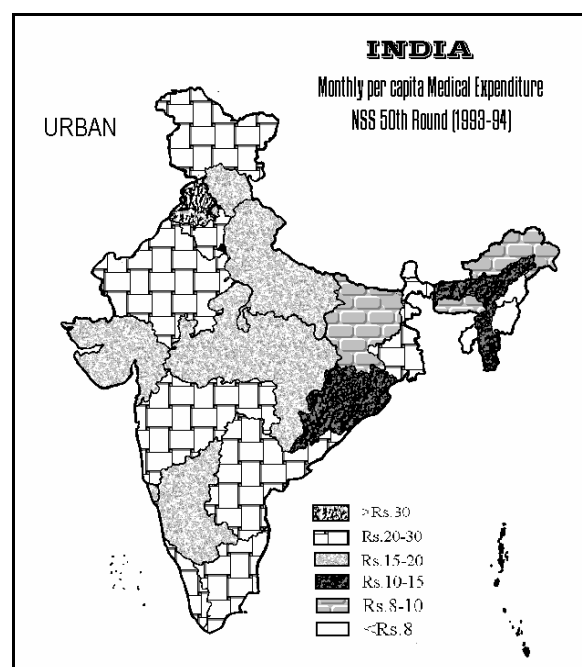 INDIA
Monthly per capita Medical Expenditure
NSS 50th Round (1993-94)
URBAN
>Rs.30
Rs.20-30
Rs.15-20
Rs.10-15
Rs.8-10
<Rs.8